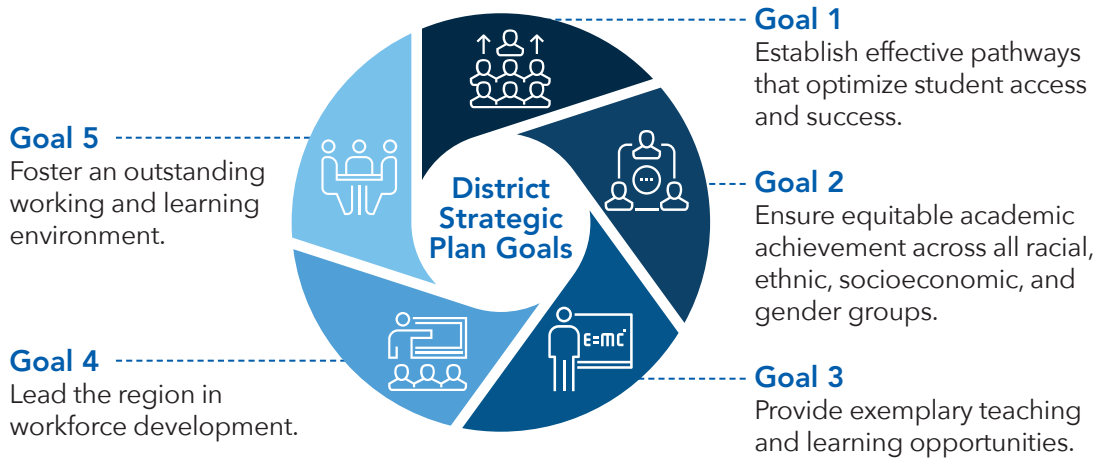 Goal 1
Establish effective pathways
that optimize student access
and success.
Goal 2
Ensure equitable academic
achievement across all racial,
ethnic, socioeconomic, and
gender groups.
Goal 3
Provide exemplary teaching
and learning opportunities.
Goal 4
Lead the region in
workforce development.
Goal 5
Foster an outstanding
working and learning
environment.
District
Strategic
Plan Goals
E=mc